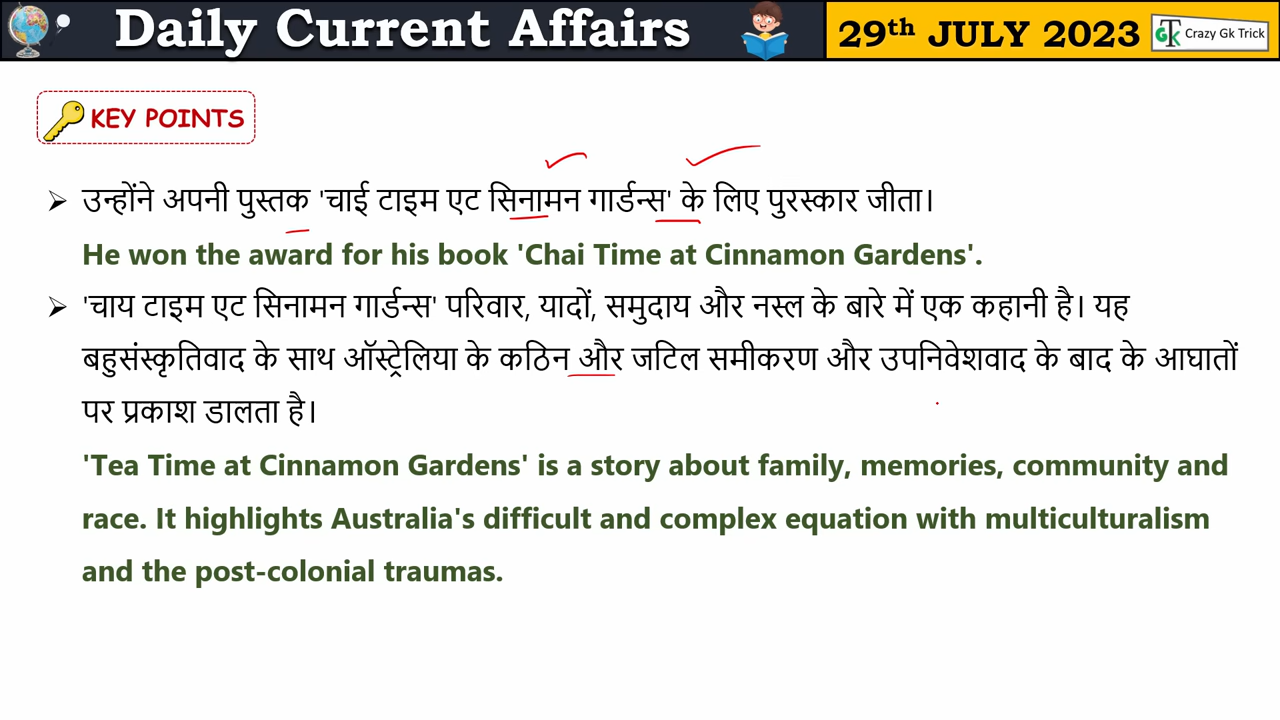 Daily Current Affairs
29th JULY 2023
GTK Crazy Gk Trick
KEY POINTS
➢ उन्होंने अपनी पुस्तक 'चाई टाइम एट सिनामन गार्डन्स' के लिए पुरस्कार जीता।
He won the award for his book 'Chai Time at Cinnamon Gardens'.
➢ 'चाय टाइम एट सिनामन गार्डन्स' परिवार, यादों, समुदाय और नस्ल के बारे में एक कहानी है। यह
बहुसंस्कृतिवाद के साथ ऑस्ट्रेलिया के कठिन और जटिल समीकरण और उपनिवेशवाद के बाद के आघातों
पर प्रकाश डालता है।
'Tea Time at Cinnamon Gardens' is a story about family, memories, community and
race. It highlights Australia's difficult and complex equation with multiculturalism
and the post-colonial traumas.